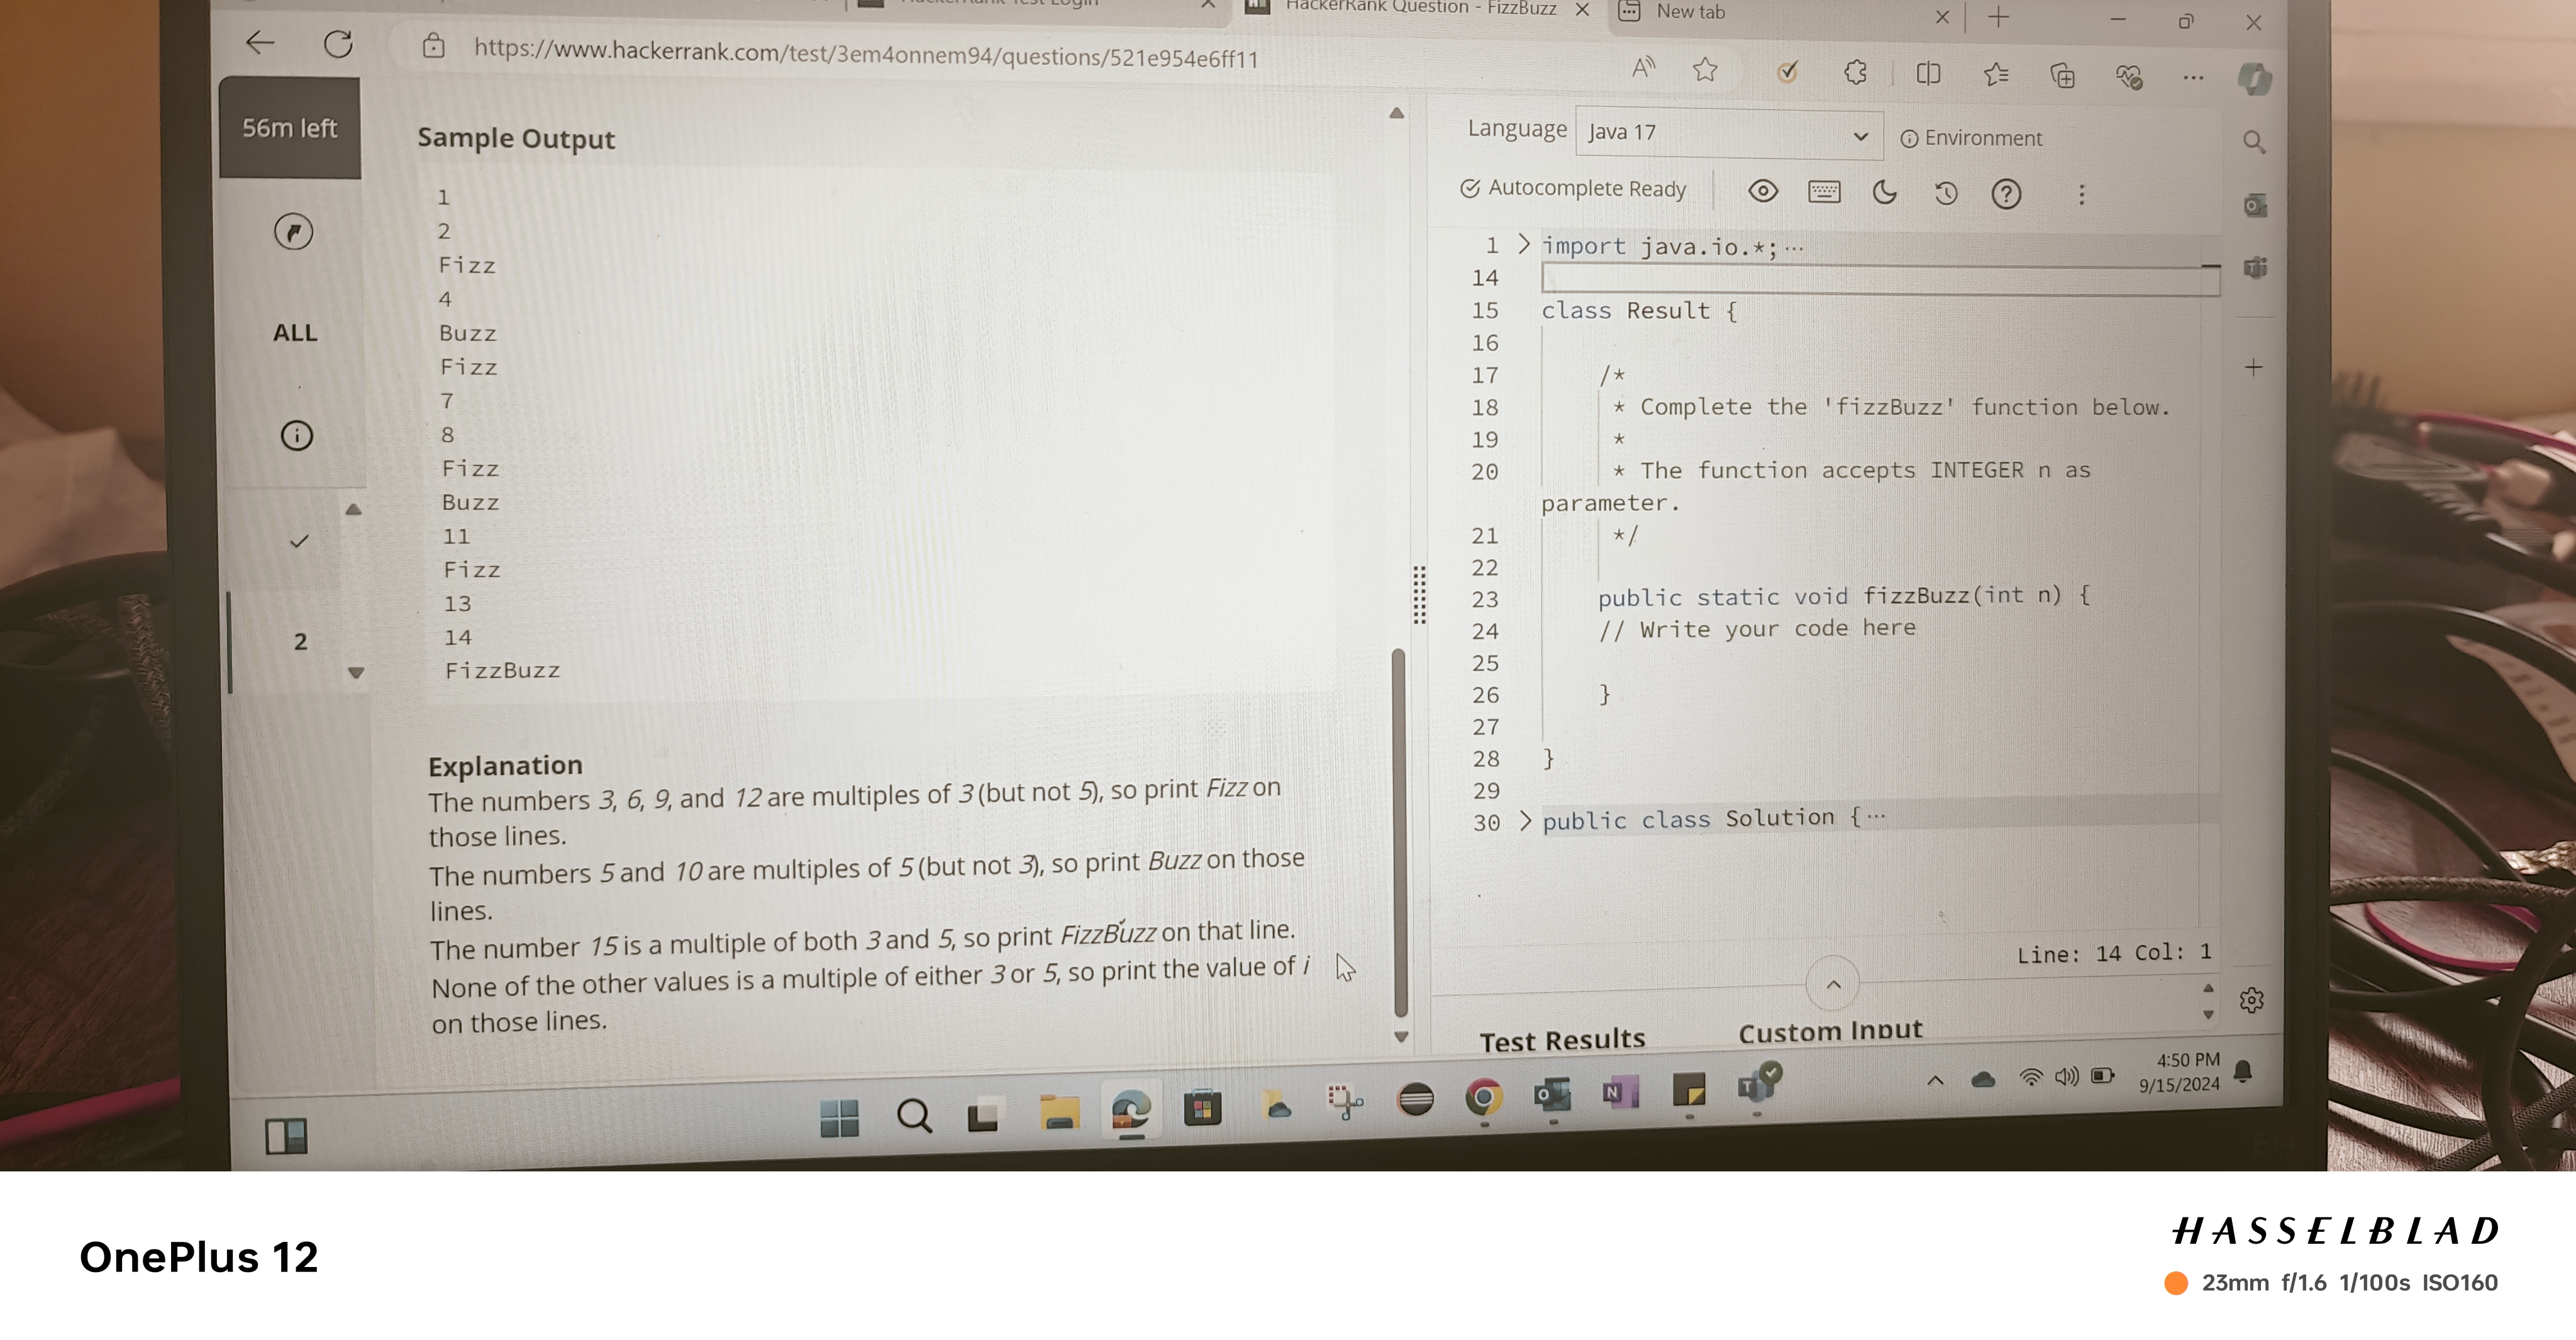 HackerRank Test Login
HackerRank Question - FizzBuzz
New tab
https://www.hackerrank.com/test/3em4onnem94/questions/521e954e6ff11
56m left
ALL
2
Sample Output
1
2
Fizz
4
Buzz
Fizz
7
8
Fizz
Buzz
11
Fizz
13
14
FizzBuzz
Explanation
The numbers 3, 6, 9, and 12 are multiples of 3 (but not 5), so print Fizz on
those lines.
The numbers 5 and 10 are multiples of 5 (but not 3), so print Buzz on those
lines.
The number 15 is a multiple of both 3 and 5, so print FizzBuzz on that line.
None of the other values is a multiple of either 3 or 5, so print the value of i
on those lines.
Language Java 17 Environment
Autocomplete Ready
1 import java.io.*;...
14
15 class Result {
16
17 /*
18 * Complete the 'fizzBuzz' function below.
19 *
20 * The function accepts INTEGER n as
parameter.
21 */
22
23 public static void fizzBuzz(int n) {
24 // Write your code here
25
26 }
27
28 }
29
30 public class Solution {...
Line: 14 Col: 1
Test Results Custom Input
4:50 PM
9/15/2024
OnePlus 12
HASSELBLAD
23mm f/1.6 1/100s ISO160